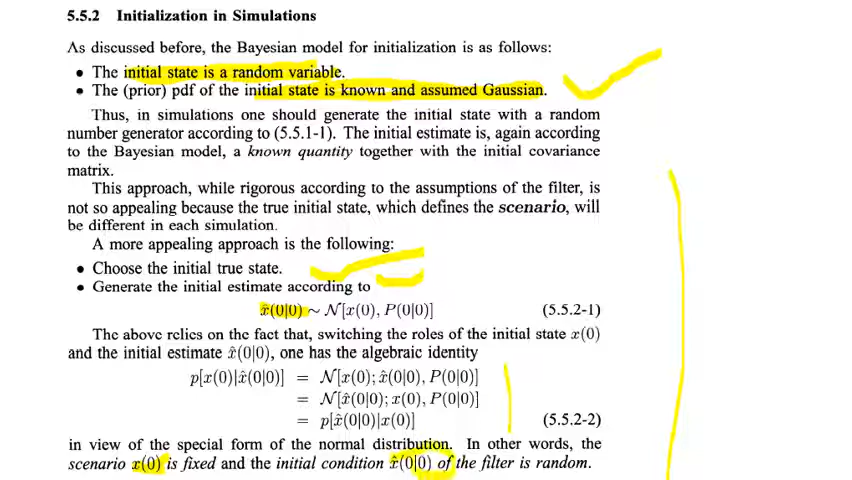 5.5.2 Initialization in Simulations
As discussed before, the Bayesian model for initialization is as follows:
• The initial state is a random variable.
• The (prior) pdf of the initial state is known and assumed Gaussian.
Thus, in simulations one should generate the initial state with a random
number generator according to (5.5.1-1). The initial estimate is, again according
to the Bayesian model, a known quantity together with the initial covariance
matrix.
This approach, while rigorous according to the assumptions of the filter, is
not so appealing because the true initial state, which defines the scenario, will
be different in each simulation.
A more appealing approach is the following:
• Choose the initial true state.
• Generate the initial estimate according to
x̂(0|0) ~ 𝒩[x(0), P(0|0)] (5.5.2-1)
The above relies on the fact that, switching the roles of the initial state x(0)
and the initial estimate x̂(0|0), one has the algebraic identity
p[x(0)|x̂(0|0)] = 𝒩[x(0); x̂(0|0), P(0|0)]
= 𝒩[x̂(0|0); x(0), P(0|0)]
= p[x̂(0|0)|x(0)] (5.5.2-2)
in view of the special form of the normal distribution. In other words, the
scenario x(0) is fixed and the initial condition x̂(0|0) of the filter is random.